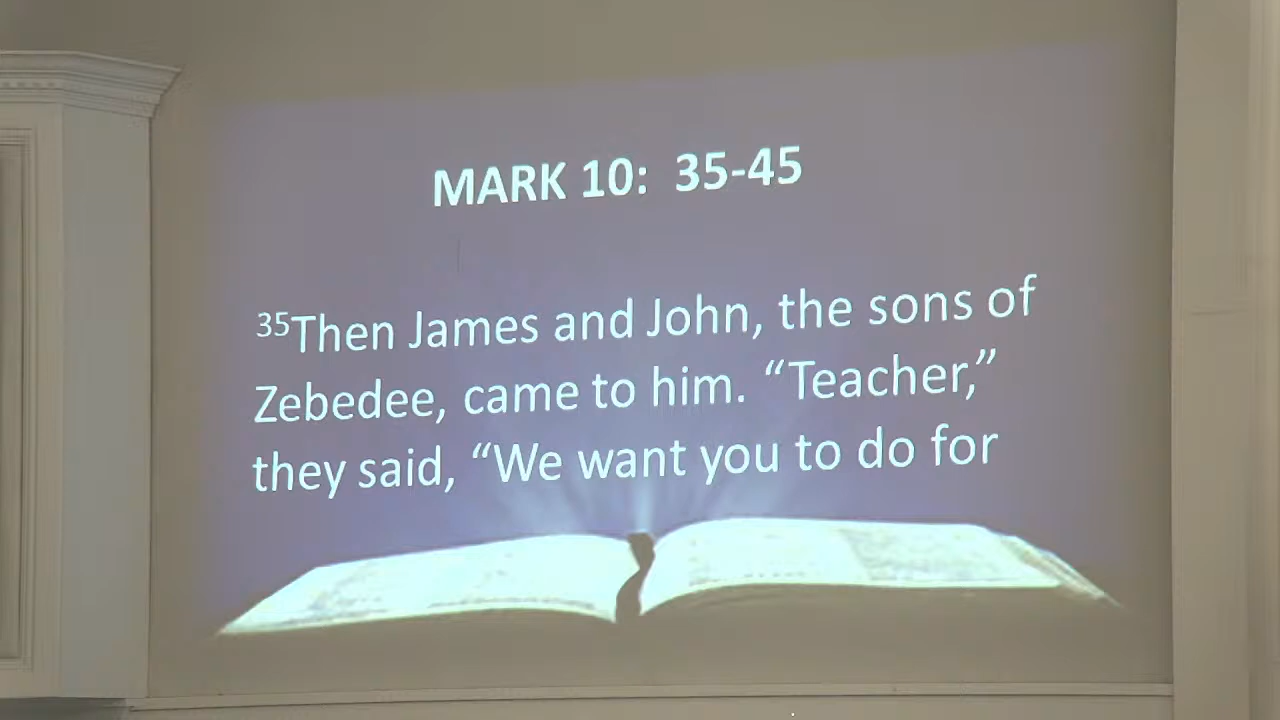 MARK 10: 35-45
35Then James and John, the sons of
Zebedee, came to him. “Teacher,”
they said, “We want you to do for